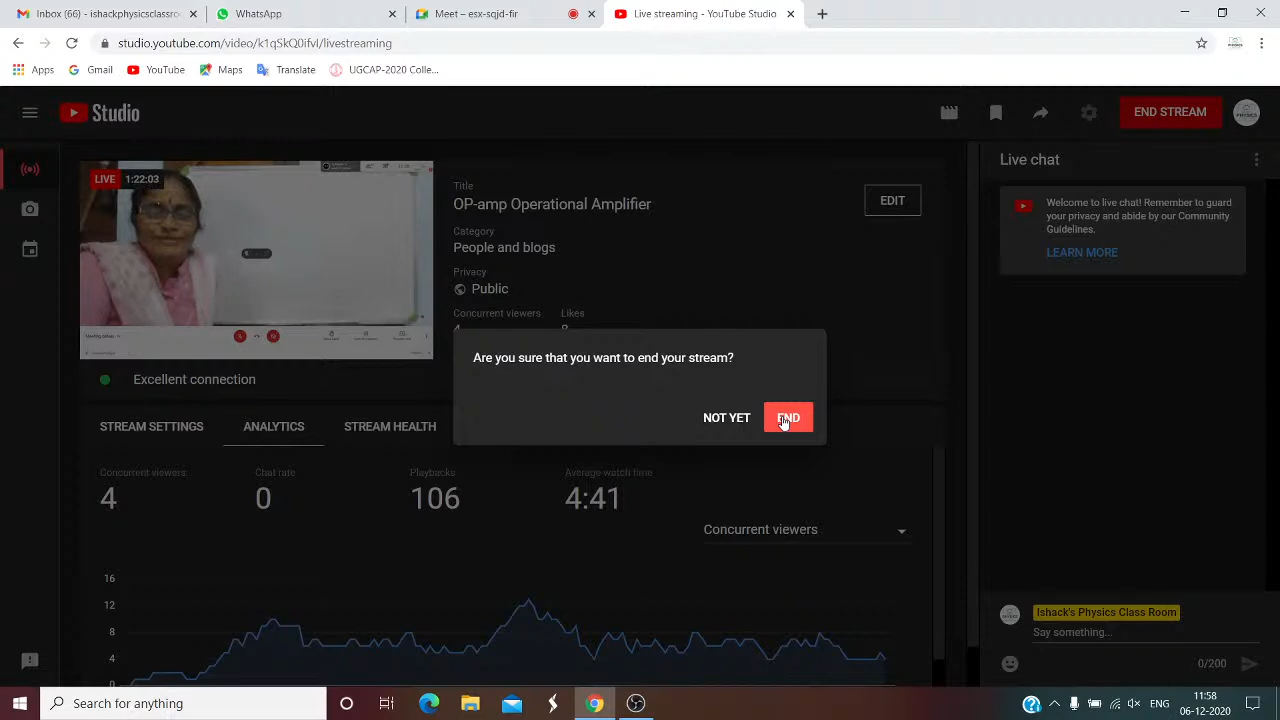 Inbox (66) - ishackphysicsclassro
WhatsApp
Meet – esx-sqjd-fir
Live streaming - YouTube Studio
studio.youtube.com/video/k1qSkQ0ifvI/livestreaming
Apps
Gmail
YouTube
Maps
Translate
UGCAP-2020 Colle...
Studio
END STREAM
PHYSICS
LIVE 1:22:03
Title
OP-amp Operational Amplifier
EDIT
Category
People and blogs
Privacy
Public
Concurrent viewers
Likes
Are you sure that you want to end your stream?
NOT YET
END
Excellent connection
STREAM SETTINGS
ANALYTICS
STREAM HEALTH
Concurrent viewers
4
Chat rate
0
Playbacks
106
Average watch time
4:41
Concurrent viewers
16
12
8
4
0
Live chat
Welcome to live chat! Remember to guard
your privacy and abide by our Community
Guidelines.
LEARN MORE
Ishack's Physics Class Room
Say something...
0/200
Search for anything
ENG
11:58
06-12-2020